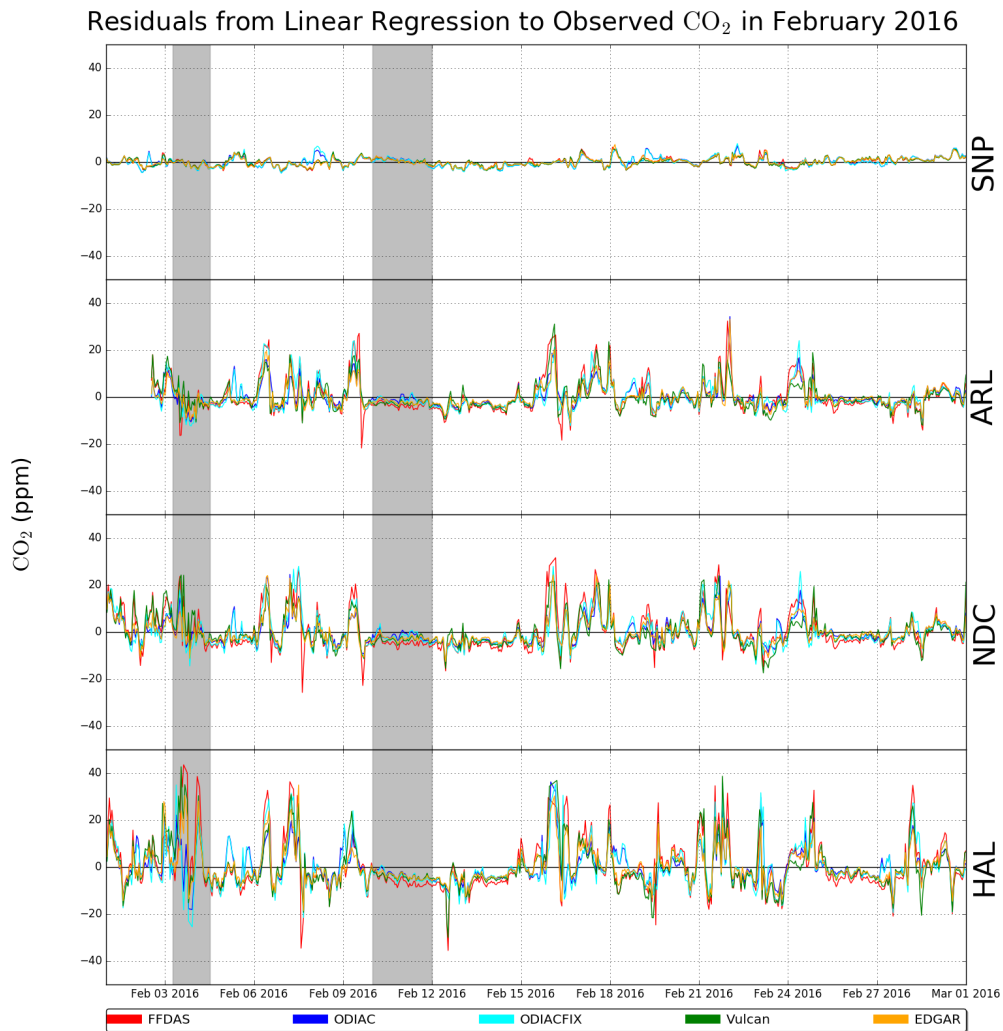 Residuals from Linear Regression to Observed CO₂ in February 2016
CO₂ (ppm)
40
20
0
−20
−40
SNP
40
20
0
−20
−40
ARL
40
20
0
−20
−40
NDC
40
20
0
−20
−40
HAL
Feb 03 2016 Feb 06 2016 Feb 09 2016 Feb 12 2016 Feb 15 2016 Feb 18 2016 Feb 21 2016 Feb 24 2016 Feb 27 2016 Mar 01 2016
FFDAS ODIAC ODIACFIX Vulcan EDGAR